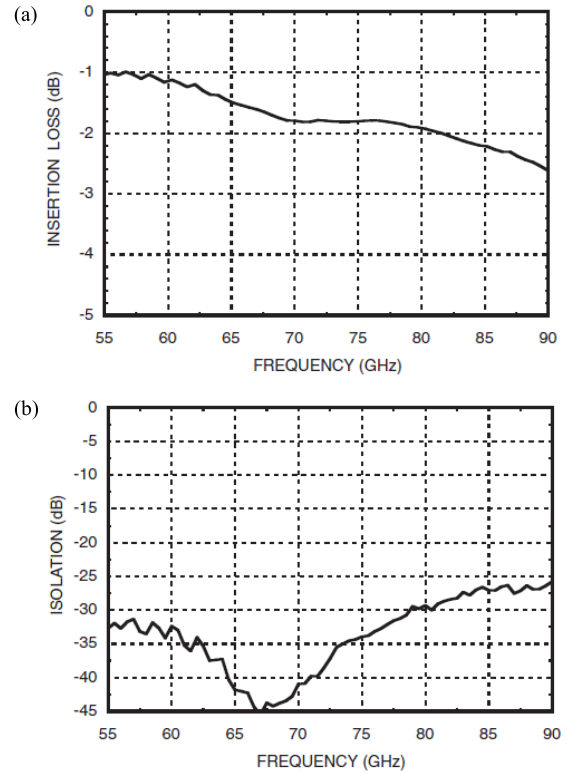 (a)
0
-1
-2
-3
-4
-5
INSERTION LOSS (dB)
55 60 65 70 75 80 85 90
FREQUENCY (GHz)
(b)
0
-5
-10
-15
-20
-25
-30
-35
-40
-45
ISOLATION (dB)
55 60 65 70 75 80 85 90
FREQUENCY (GHz)